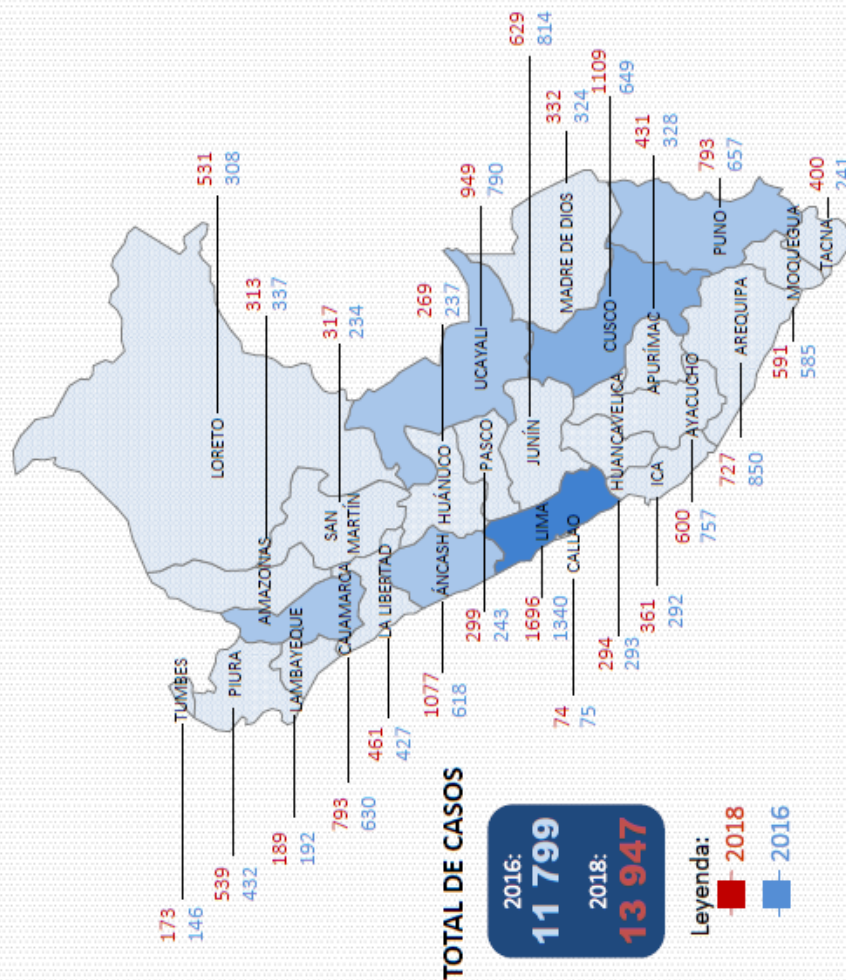 173
146
TUMBES
539
432
PIURA
189
192
LAMBAYEQUE
793
630
CAJAMARCA
461
427
LA LIBERTAD
1077
618
ÁNCASH
299
243
PASCO
1696
1340
LIMA
74
75
CALLAO
294
293
HUANCAVELICA
361
292
ICA
600
757
AYACUCHO
727
850
AREQUIPA
591
585
MOQUEGUA
400
241
TACNA
793
657
PUNO
431
328
APURÍMAC
1109
649
CUSCO
332
324
MADRE DE DIOS
629
814
JUNÍN
949
790
UCAYALI
269
237
HUÁNUCO
317
234
SAN
MARTÍN
313
337
AMAZONAS
531
308
LORETO
TOTAL DE CASOS
2016:
11 799
2018:
13 947
Leyenda:
2018
2016